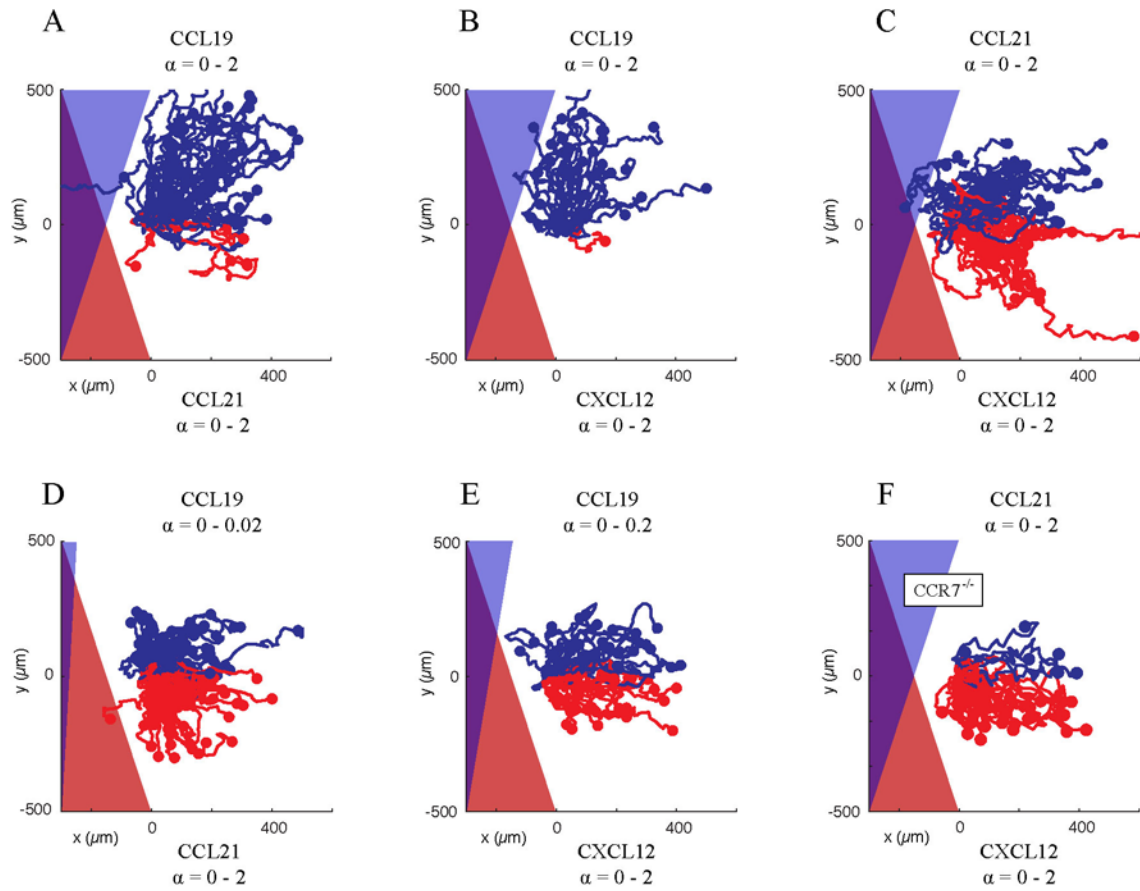 A
CCL19
α = 0 - 2
500
0
-500
y (µm)
x (µm)
0
400
CCL21
α = 0 - 2
B
CCL19
α = 0 - 2
500
0
-500
y (µm)
x (µm)
0
400
CXCL12
α = 0 - 2
C
CCL21
α = 0 - 2
500
0
-500
y (µm)
x (µm)
0
400
CXCL12
α = 0 - 2
D
CCL19
α = 0 - 0.02
500
0
-500
y (µm)
x (µm)
0
400
CCL21
α = 0 - 2
E
CCL19
α = 0 - 0.2
500
0
-500
y (µm)
x (µm)
0
400
CXCL12
α = 0 - 2
F
CCL21
α = 0 - 2
500
CCR7-/-
0
-500
y (µm)
x (µm)
0
400
CXCL12
α = 0 - 2